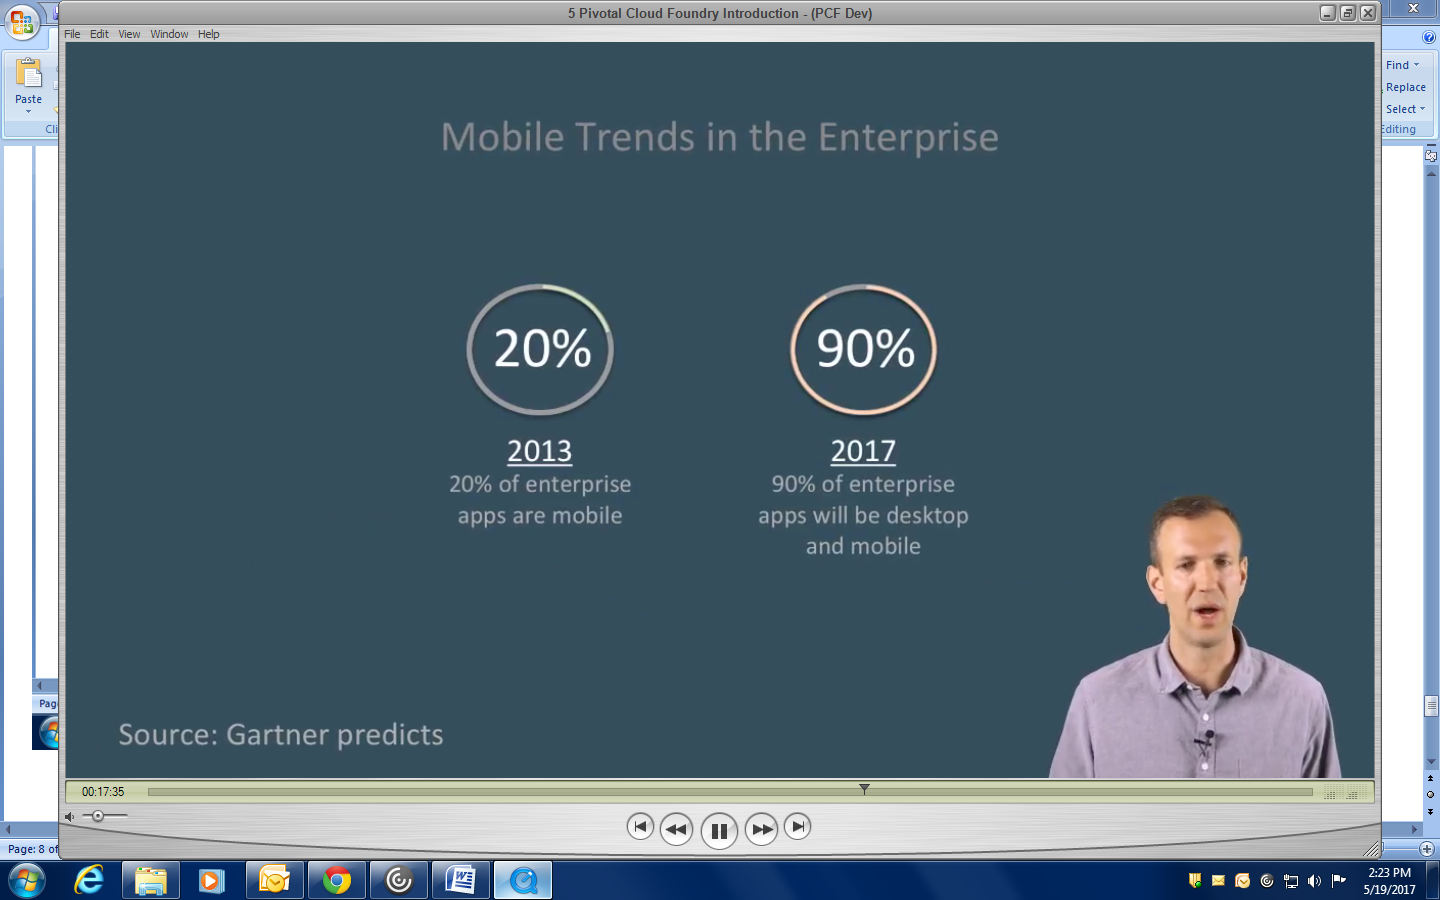 5 Pivotal Cloud Foundry Introduction - (PCF Dev)
File Edit View Window Help
Paste
Find
Replace
Select
Editing
Mobile Trends in the Enterprise
20%
2013
20% of enterprise
apps are mobile
90%
2017
90% of enterprise
apps will be desktop
and mobile
Source: Gartner predicts
00:17:35
Page: 8 of
2:23 PM
5/19/2017